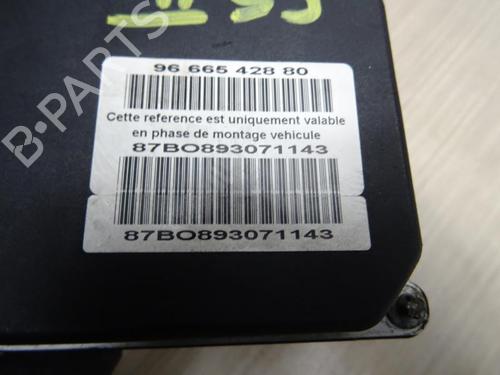 96 665 428 80
Cette reference est uniquement valable
en phase de montage vehicule
87BO893071143
87BO893071143
B-PARTS